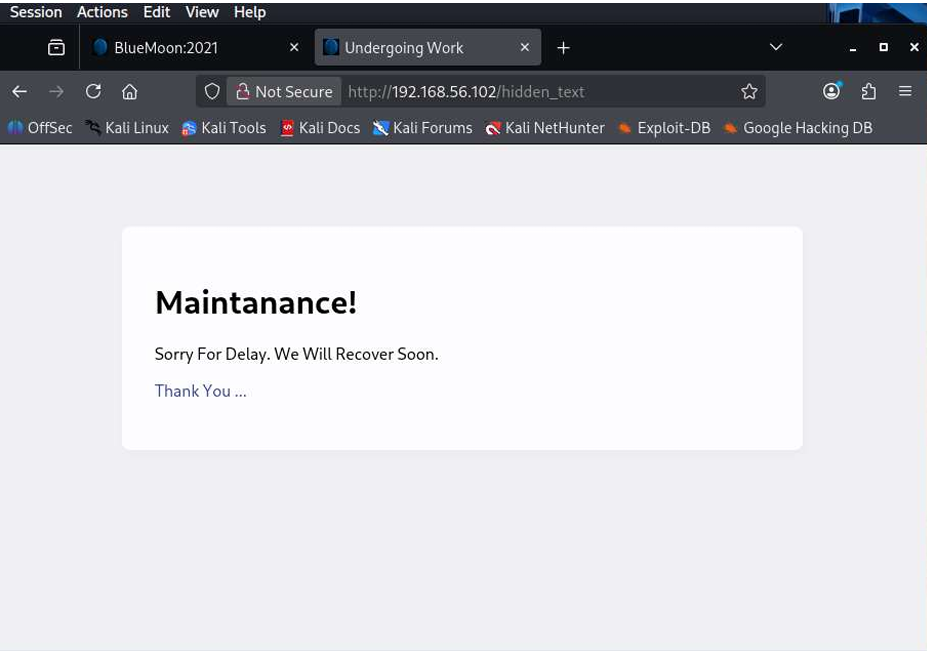 Session Actions Edit View Help
BlueMoon:2021 Undergoing Work
Not Secure http://192.168.56.102/hidden_text
OffSec Kali Linux Kali Tools Kali Docs Kali Forums Kali NetHunter Exploit-DB Google Hacking DB
Maintanance!
Sorry For Delay. We Will Recover Soon.
Thank You ...